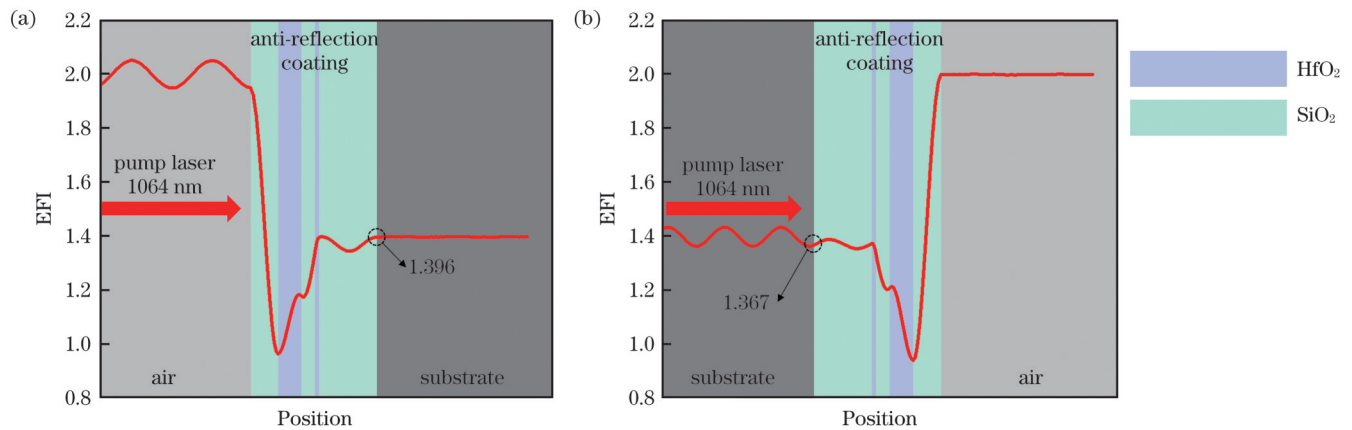 (a)
2.2
2.0
1.8
1.6
1.4
1.2
1.0
0.8
EFI
anti-reflection
coating
pump laser
1064 nm
1.396
air
substrate
Position
(b)
2.2
2.0
1.8
1.6
1.4
1.2
1.0
0.8
EFI
anti-reflection
coating
pump laser
1064 nm
1.367
substrate
air
Position
HfO₂
SiO₂